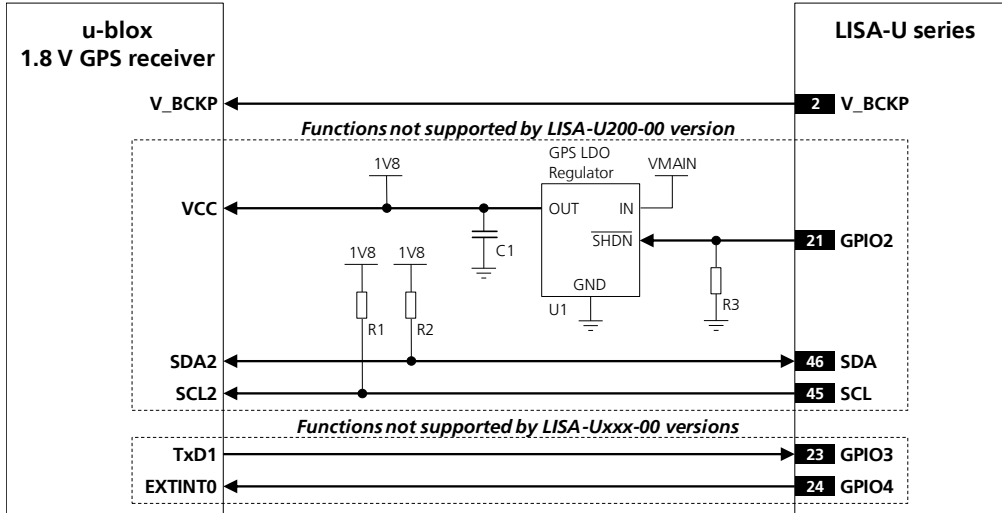 u-blox
1.8 V GPS receiver
LISA-U series
V_BCKP
2 V_BCKP
Functions not supported by LISA-U200-00 version
GPS LDO
Regulator
1V8
VMAIN
VCC
OUT IN
SHDN
21 GPIO2
C1
1V8 1V8
GND
U1
R1 R2
R3
SDA2
46 SDA
SCL2
45 SCL
Functions not supported by LISA-Uxxx-00 versions
TxD1
23 GPIO3
EXTINT0
24 GPIO4